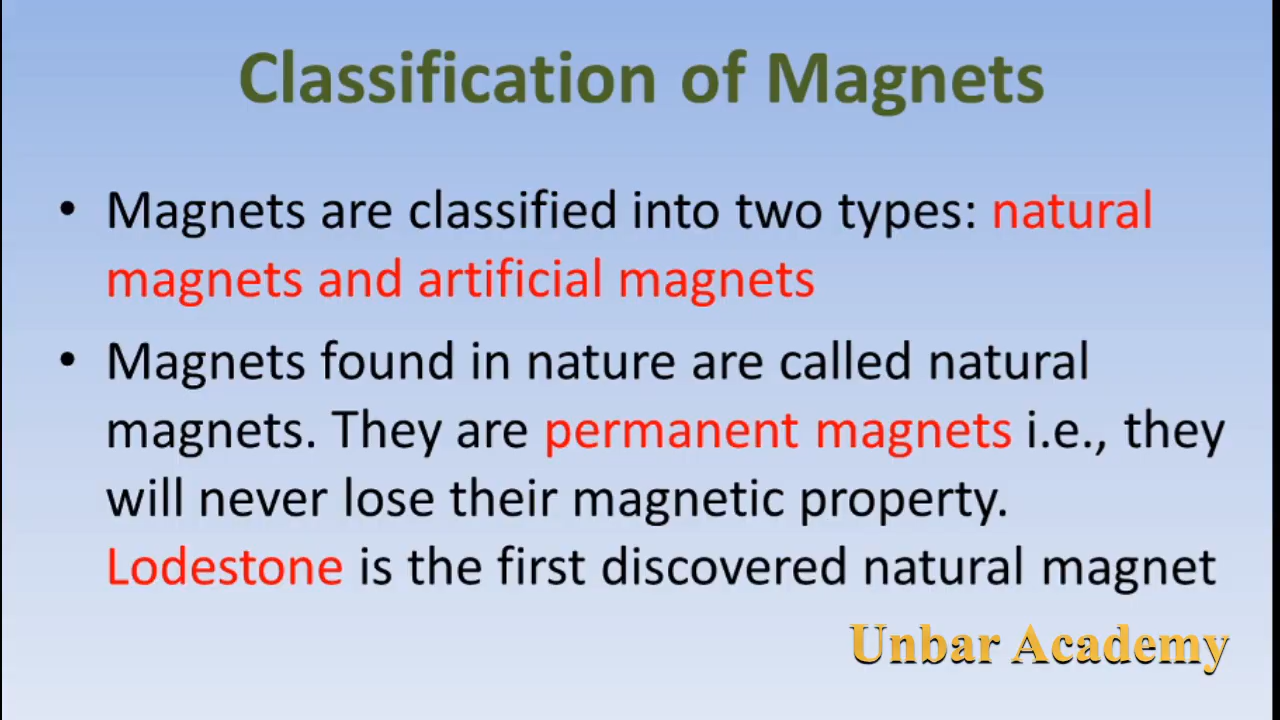 Classification of Magnets
• Magnets are classified into two types: natural
magnets and artificial magnets
• Magnets found in nature are called natural
magnets. They are permanent magnets i.e., they
will never lose their magnetic property.
Lodestone is the first discovered natural magnet
Unbar Academy